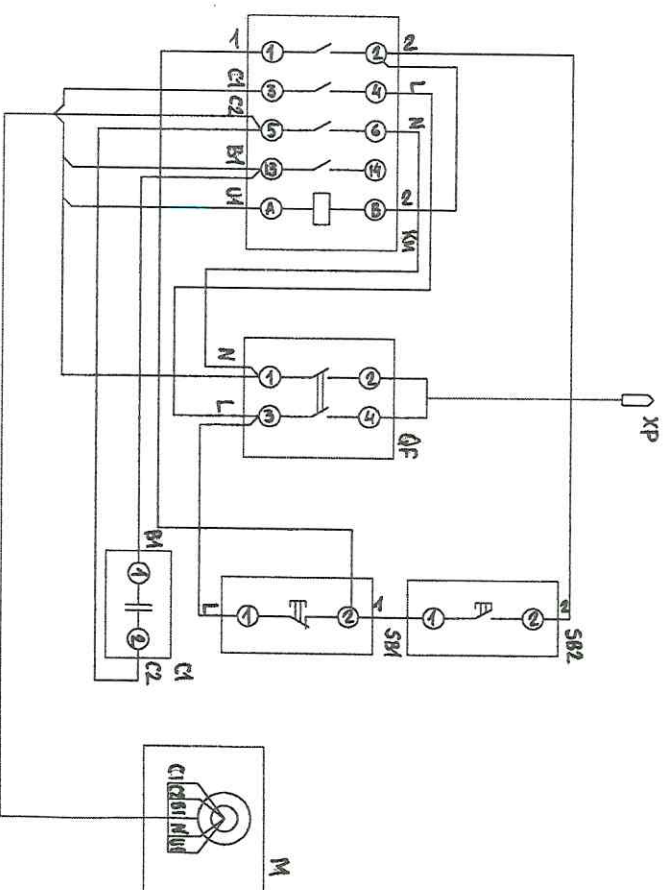 1 1 2 2
C1 3 4 L
C2 5 6 N
B1 13 14
U1 A B 2
KM
N 1 2
L 3 4
QF
XP
B1 1
2 C2
C1
L 1 2 1
SB1
1 2 2
SB2
C1 C2 B1 N U1
M